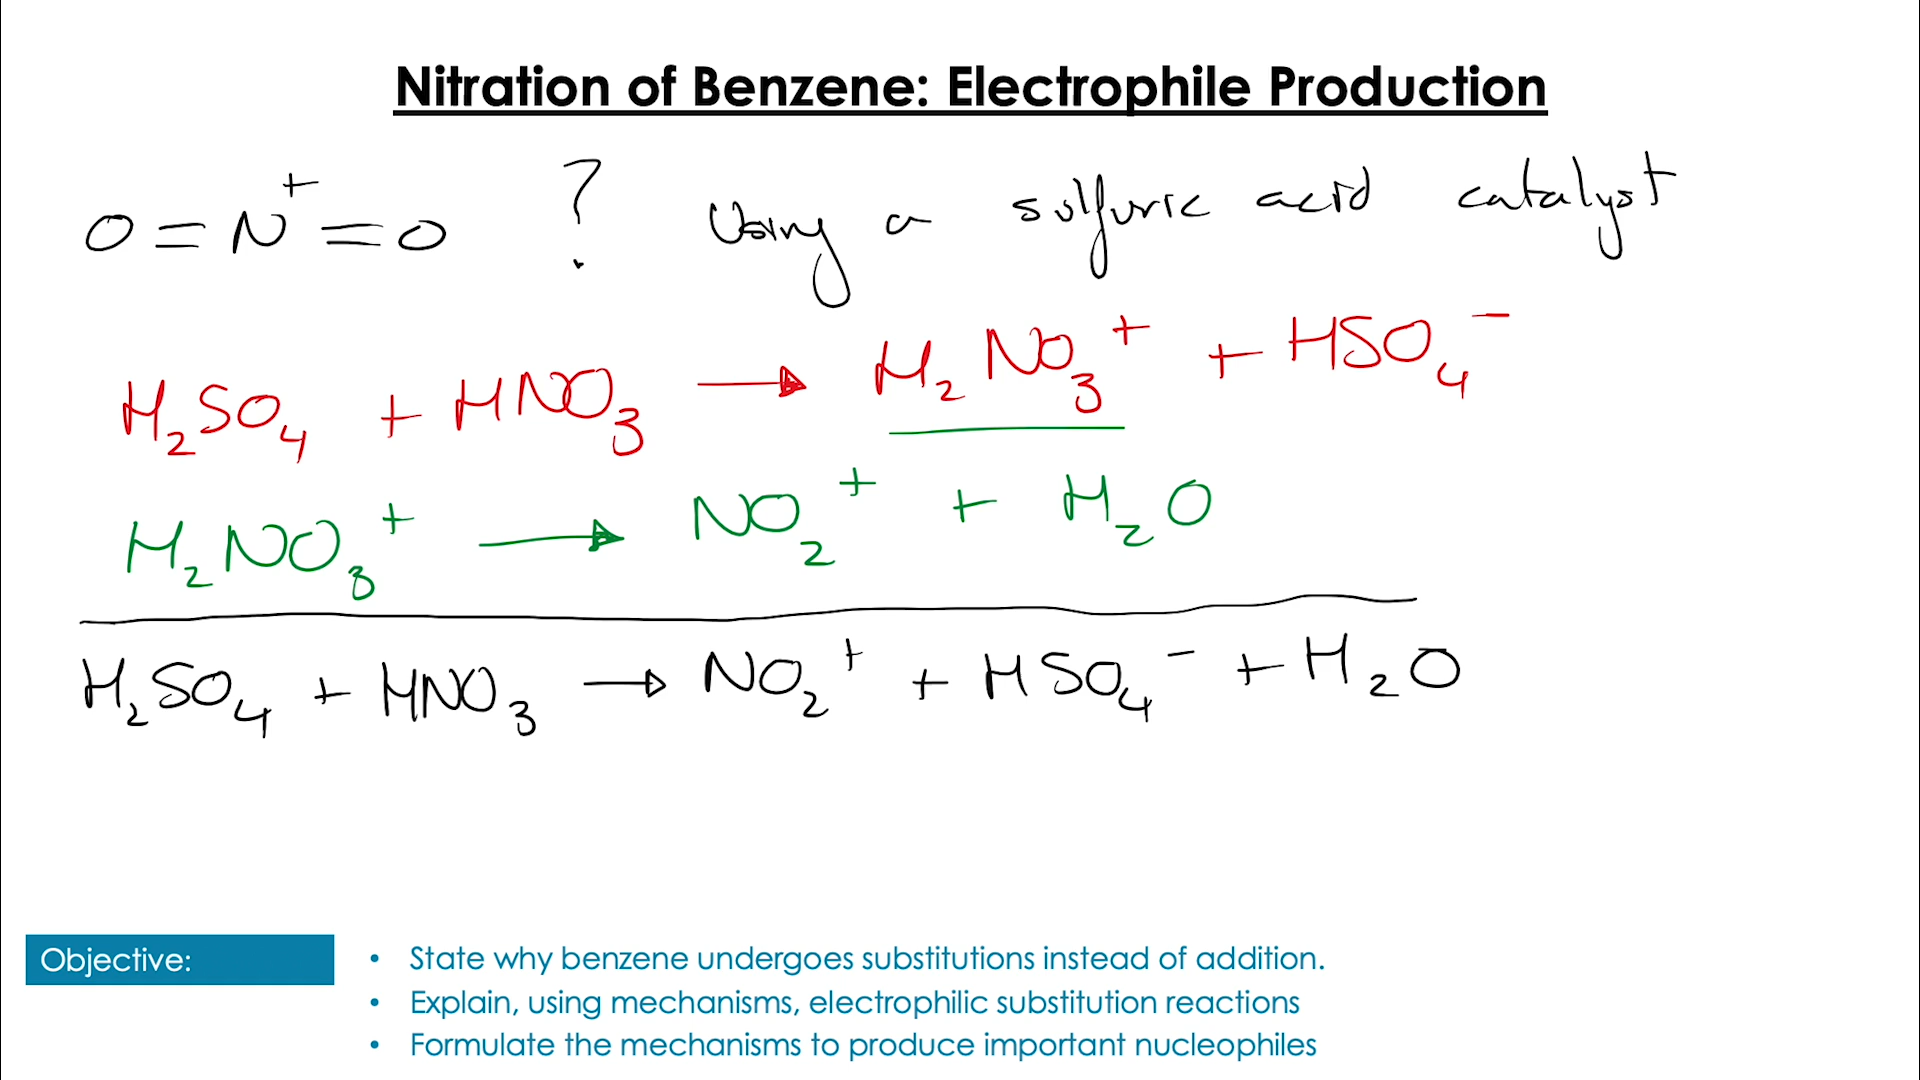 Nitration of Benzene: Electrophile Production
O=N⁺=O ? Using a sulfuric acid catalyst
H₂SO₄ + HNO₃ → H₂NO₃⁺ + HSO₄⁻
H₂NO₃⁺ → NO₂⁺ + H₂O
H₂SO₄ + HNO₃ → NO₂⁺ + HSO₄⁻ + H₂O
Objective:
• State why benzene undergoes substitutions instead of addition.
• Explain, using mechanisms, electrophilic substitution reactions
• Formulate the mechanisms to produce important nucleophiles